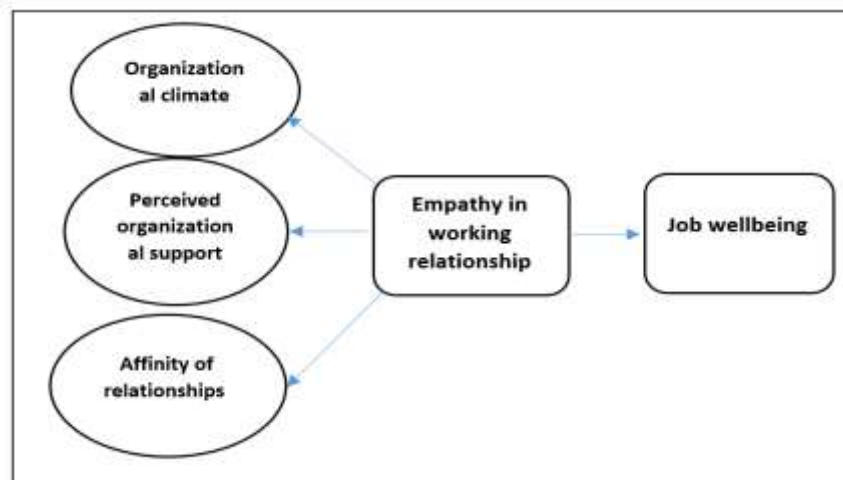 Organization
al climate
Perceived
organization
al support
Affinity of
relationships
Empathy in
working
relationship
Job wellbeing